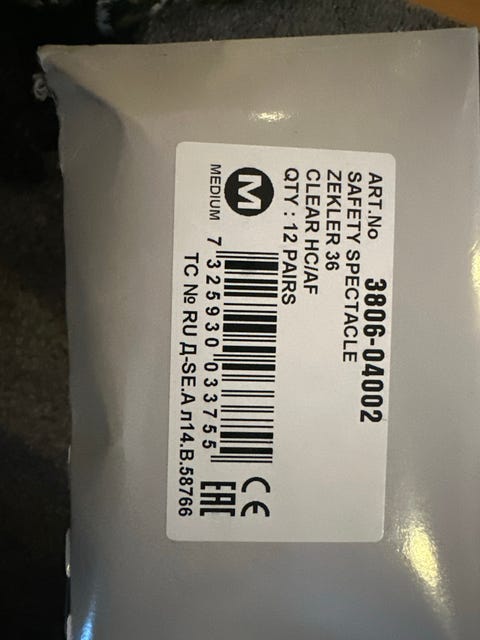 ART.No 3806-04002
SAFETY SPECTACLE
ZEKLER 36
CLEAR HC/AF
QTY : 12 PAIRS
M
MEDIUM
7 325930 033755
CE
EAC
TC № RU Д-SE.А л14.В.58766